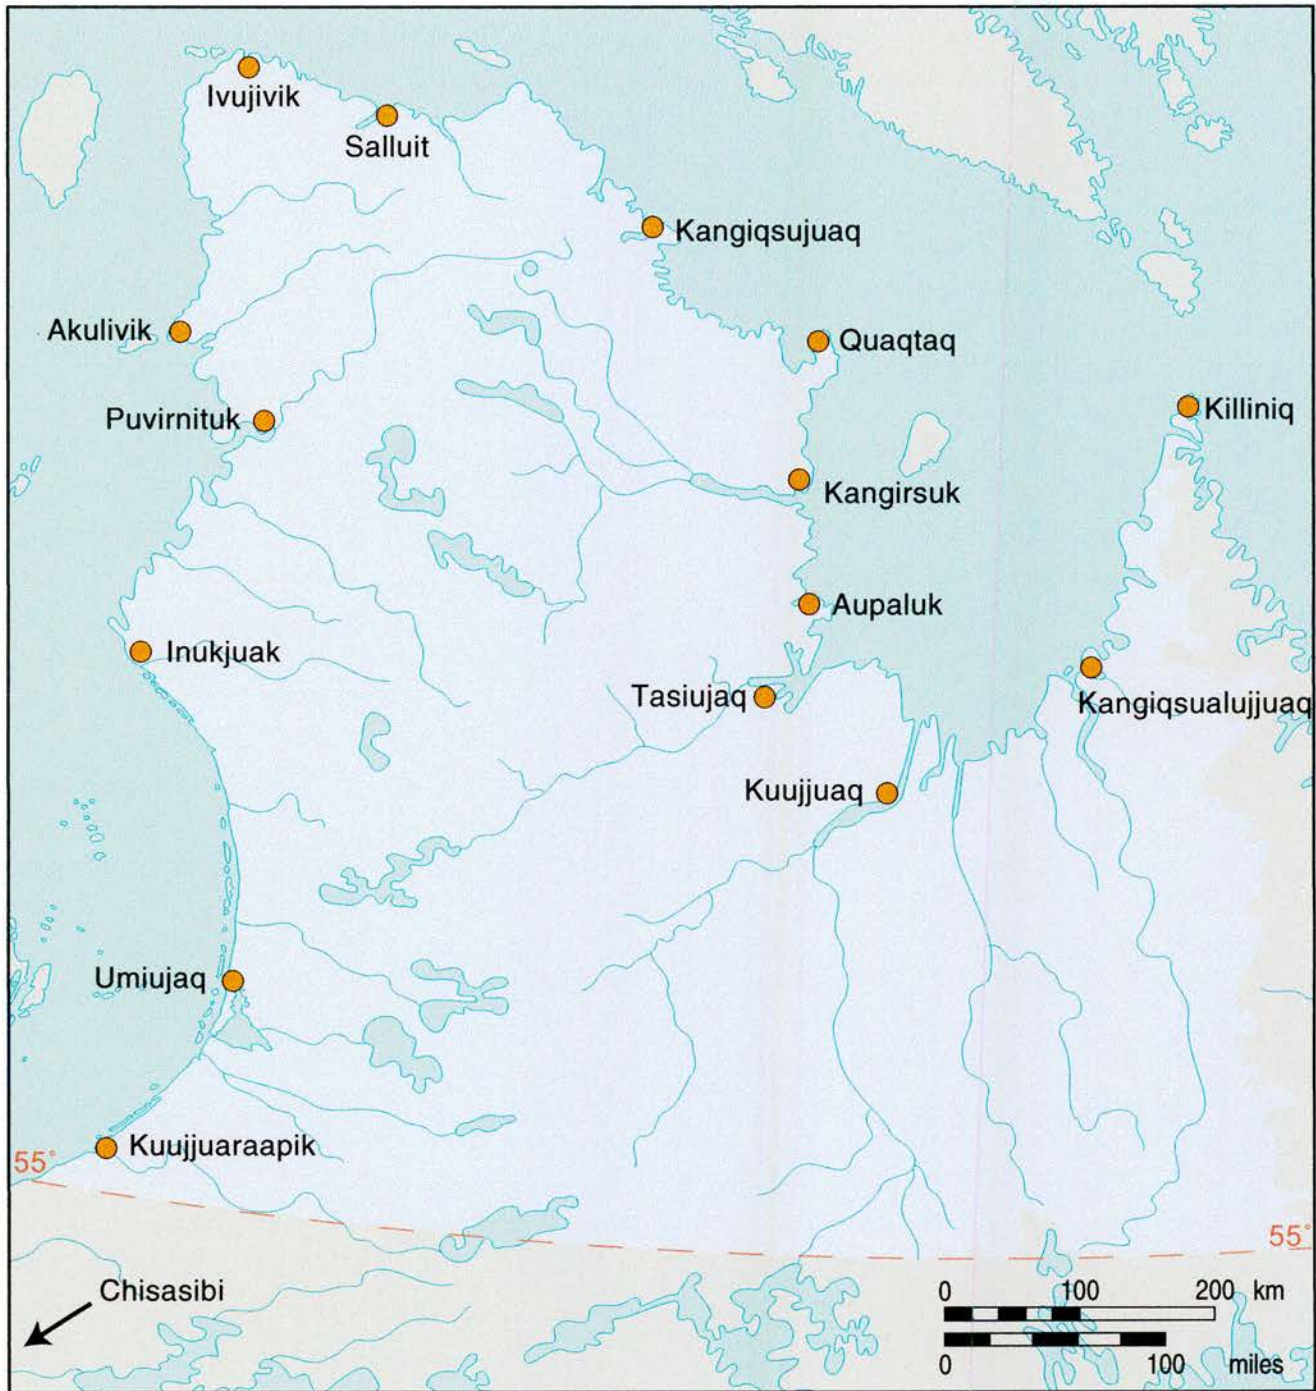 Ivujivik
Salluit
Kangiqsujuaq
Akulivik
Quaqtaq
Puvirnituk
Killiniq
Kangirsuk
Aupaluk
Inukjuak
Tasiujaq
Kangiqsualujjuaq
Kuujjuaq
Umiujaq
Kuujjuaraapik
55°
55°
Chisasibi
0 100 200 km
0 100 miles